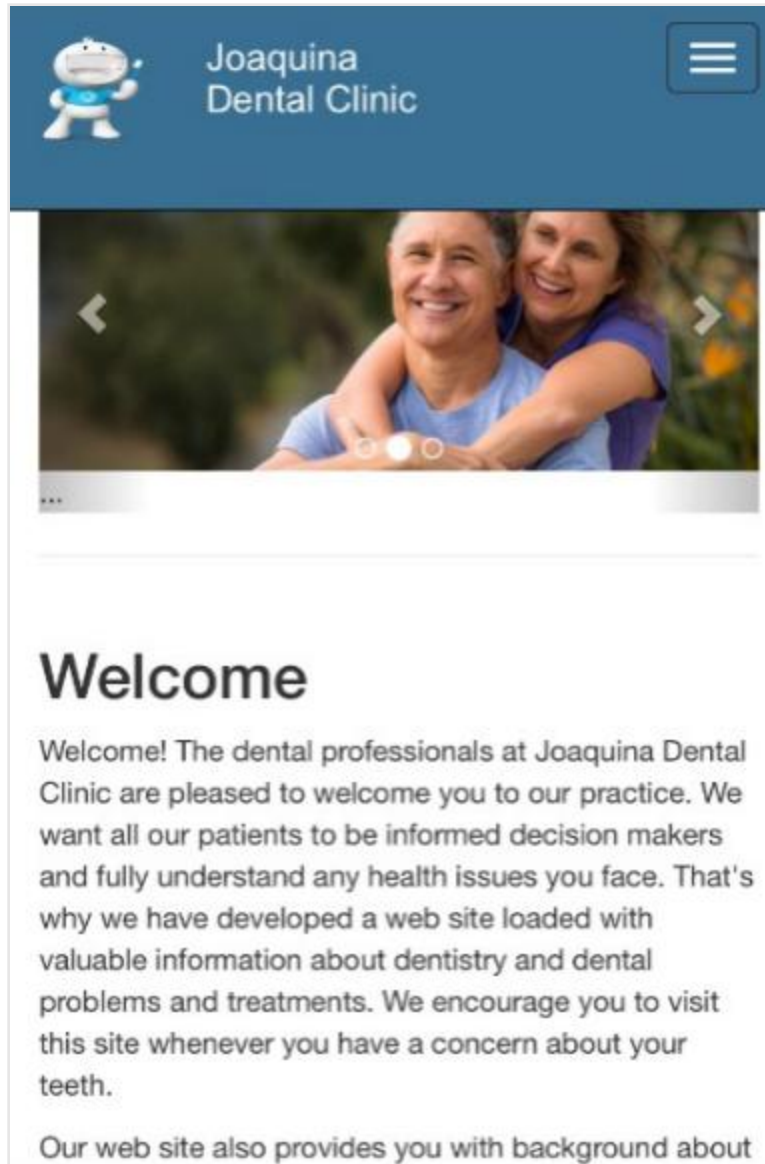 Joaquina
Dental Clinic
...
Welcome
Welcome! The dental professionals at Joaquina Dental
Clinic are pleased to welcome you to our practice. We
want all our patients to be informed decision makers
and fully understand any health issues you face. That's
why we have developed a web site loaded with
valuable information about dentistry and dental
problems and treatments. We encourage you to visit
this site whenever you have a concern about your
teeth.
Our web site also provides you with background about